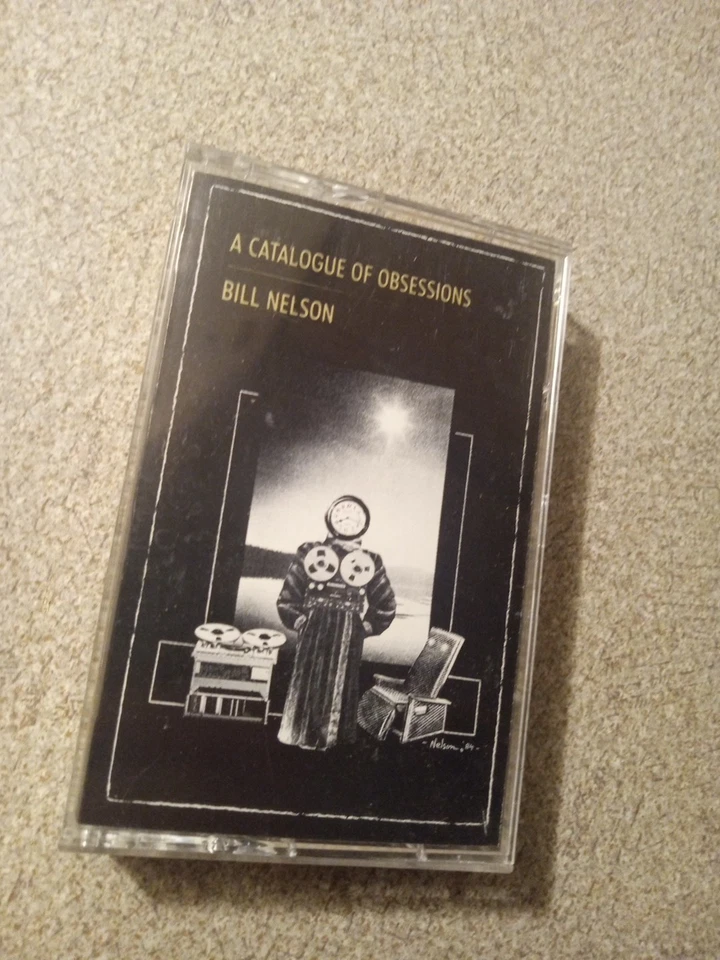 A CATALOGUE OF OBSESSIONS
BILL NELSON
- Nelson. '84 -